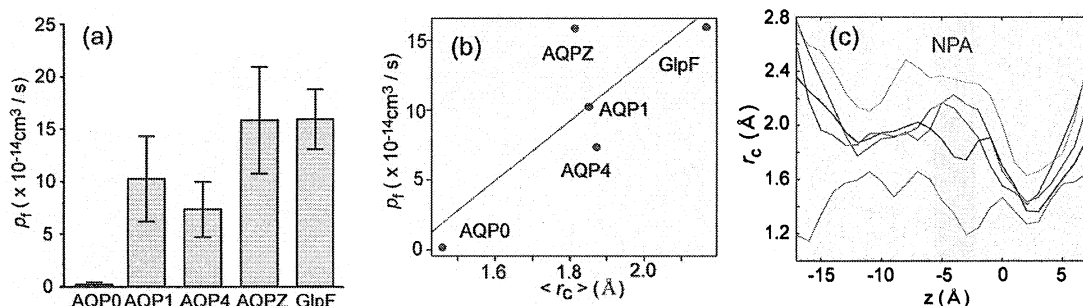 (a)
p_f ( x 10^-14 cm^3 / s)
25
20
15
10
5
0
AQP0 AQP1 AQP4 AQPZ GlpF
(b)
p_f ( x 10^-14 cm^3 / s)
15
10
5
0
AQPZ
GlpF
AQP1
AQP4
AQP0
1.6 1.8 2.0
< r_c > (Å)
(c)
NPA
r_c (Å)
2.8
2.4
2.0
1.6
1.2
-15 -10 -5 0 5
z (Å)